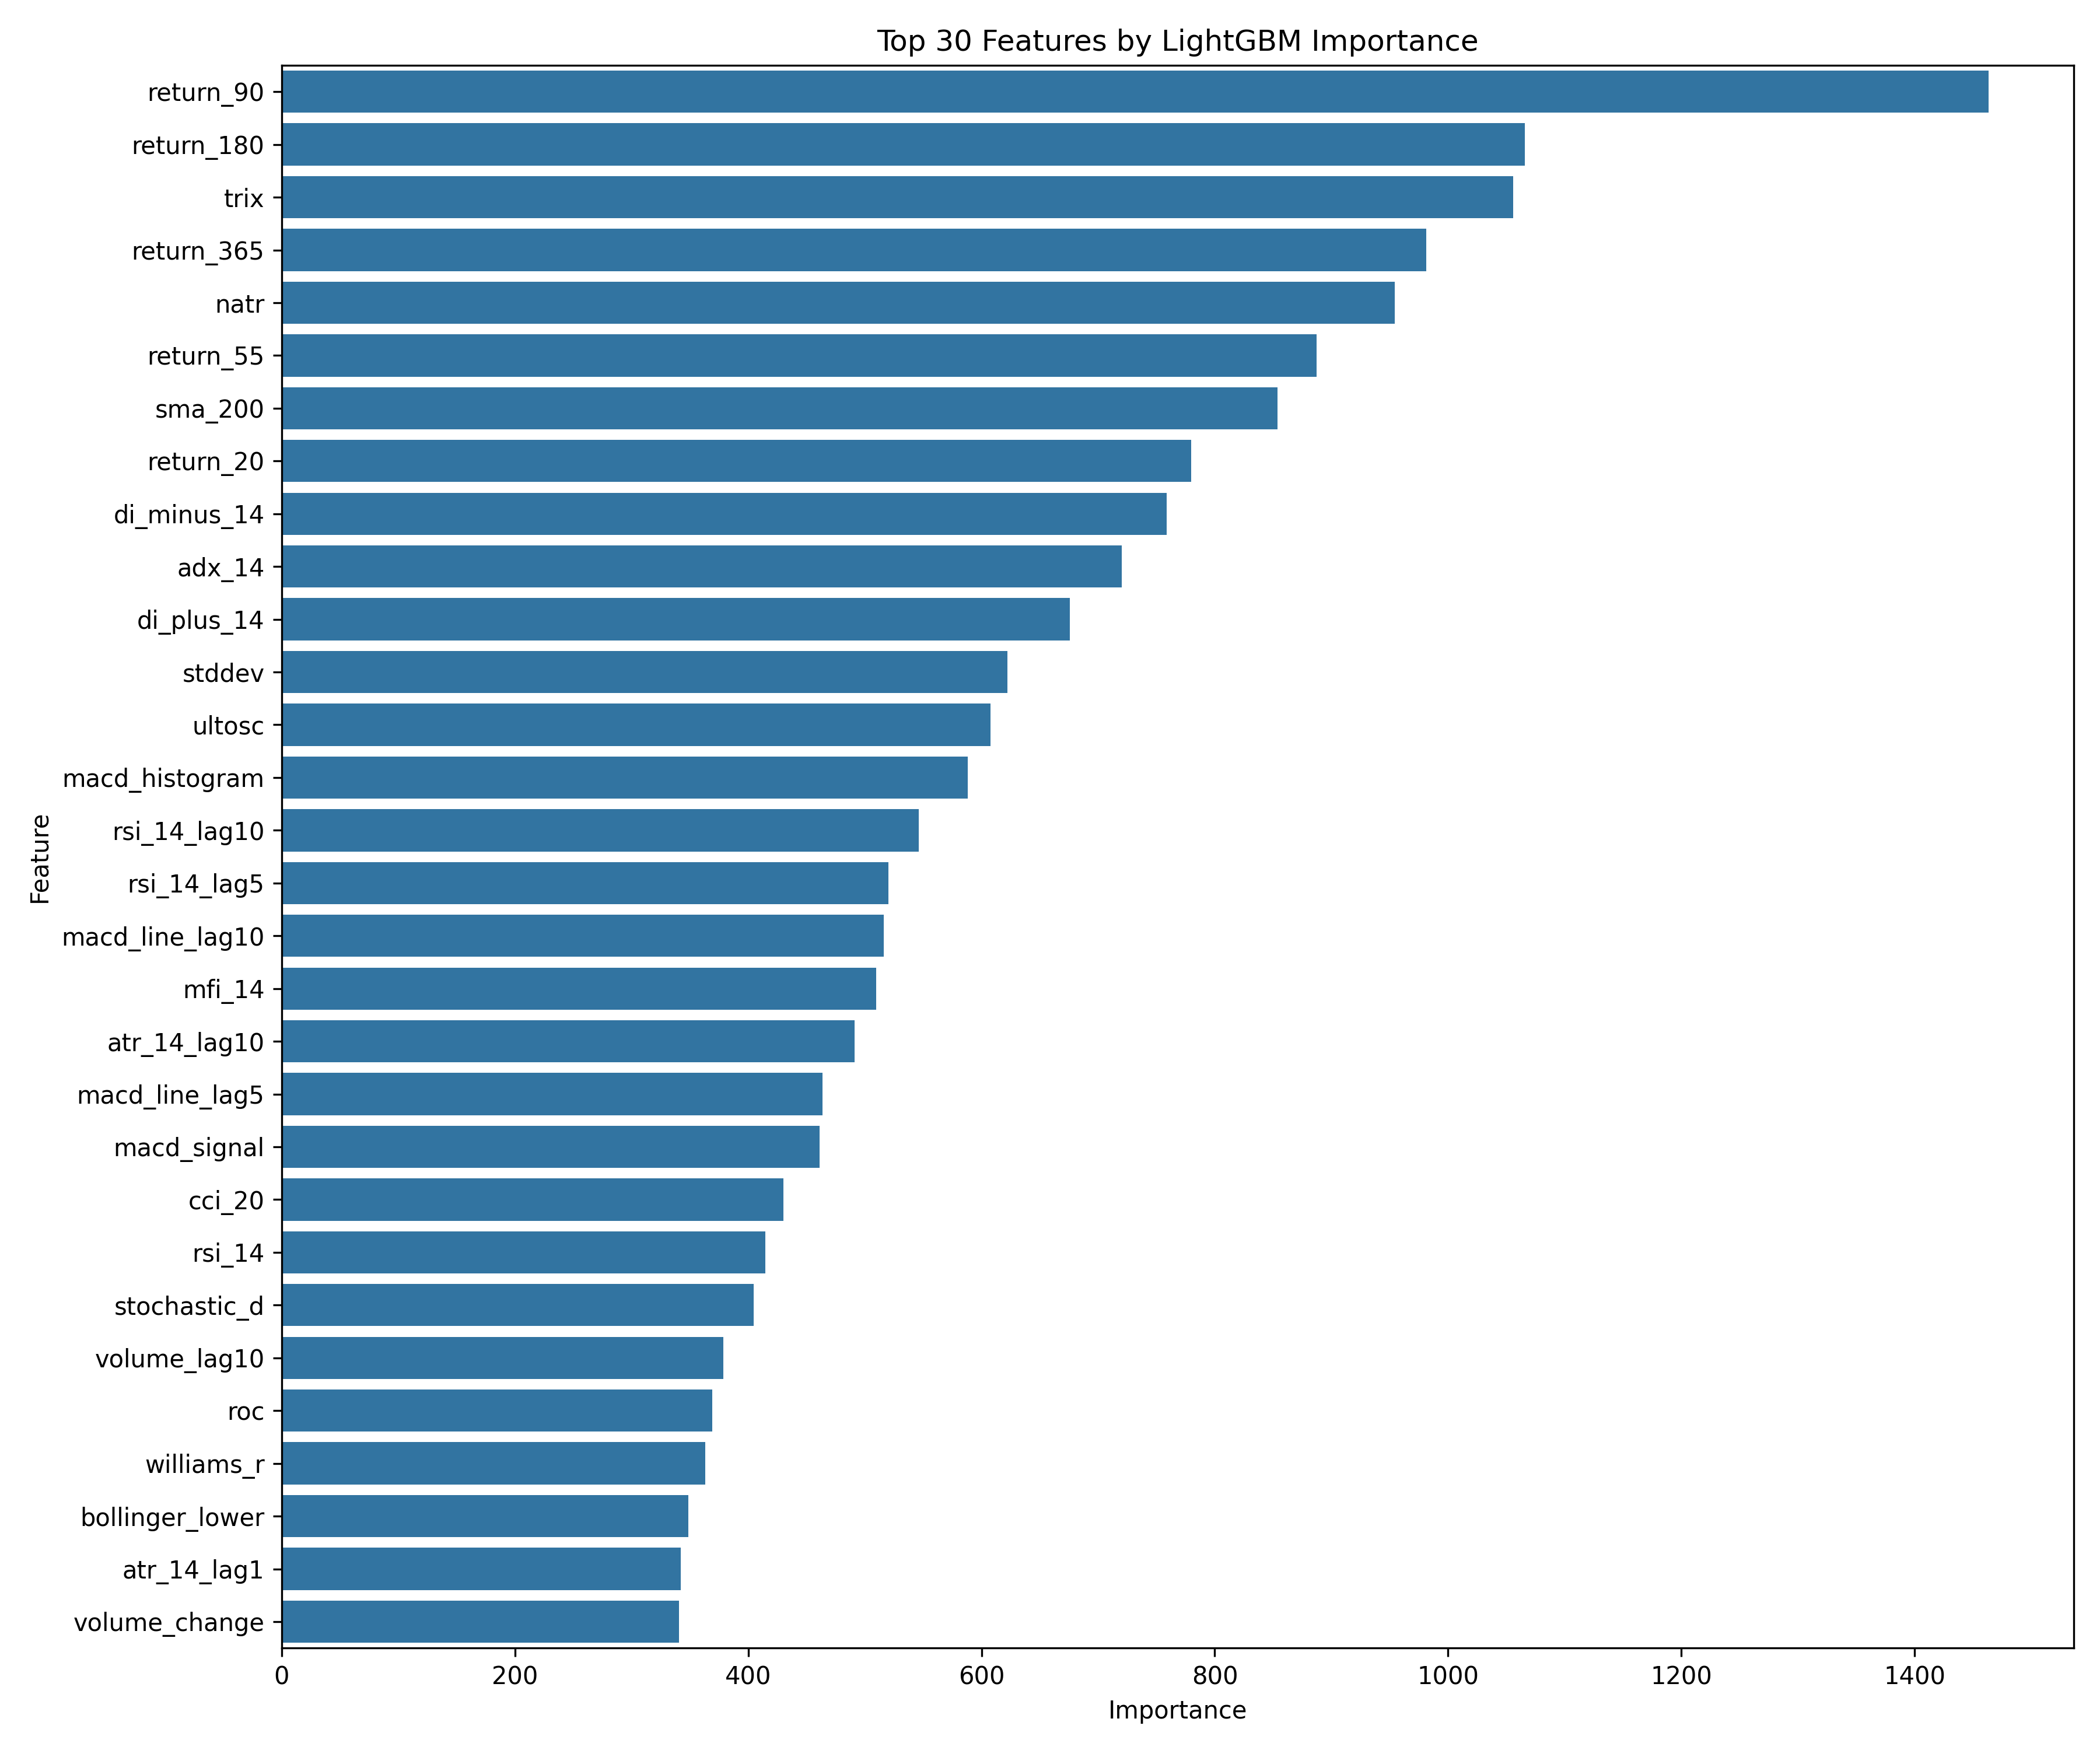 Top 30 Features by LightGBM Importance
return_90
return_180
trix
return_365
natr
return_55
sma_200
return_20
di_minus_14
adx_14
di_plus_14
stddev
ultosc
macd_histogram
rsi_14_lag10
rsi_14_lag5
macd_line_lag10
mfi_14
atr_14_lag10
macd_line_lag5
macd_signal
cci_20
rsi_14
stochastic_d
volume_lag10
roc
williams_r
bollinger_lower
atr_14_lag1
volume_change
Feature
0 200 400 600 800 1000 1200 1400
Importance